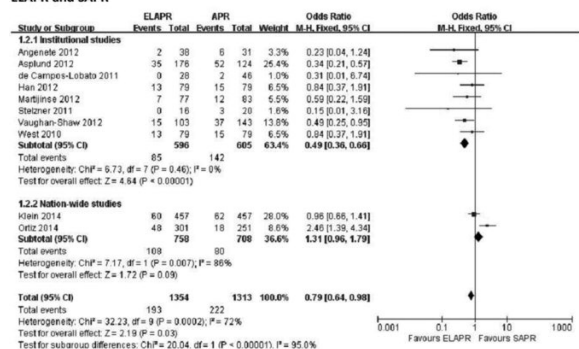 ELAPR and SAPR
ELAPR APR Odds Ratio Odds Ratio
Study or Subgroup Events Total Events Total Weight M-H, Fixed, 95% CI M-H, Fixed, 95% CI
1.2.1 Institutional studies
Angenete 2012 2 38 6 31 3.3% 0.23 [0.04, 1.24]
Asplund 2012 35 176 52 124 25.4% 0.34 [0.21, 0.57]
de Campos-Lobato 2011 0 28 2 46 0.31 [0.01, 6.74]
Han 2012 13 79 15 79 0.84 [0.37, 1.91]
Martijinse 2012 7 77 12 83 0.59 [0.22, 1.59]
Stelzner 2011 0 16 3 20 0.15 [0.01, 3.16]
Vaughan-Shaw 2012 15 103 37 143 0.49 [0.25, 0.95]
West 2010 13 79 15 79 0.84 [0.37, 1.91]
Subtotal (95% CI) 596 605 63.4% 0.49 [0.36, 0.66]
Total events 85 142
Heterogeneity: Chi² = 6.73, df = 7 (P = 0.46); I² = 0%
Test for overall effect: Z = 4.64 (P < 0.00001)
1.2.2 Nation-wide studies
Klein 2014 60 457 62 457 28.0% 0.96 [0.66, 1.41]
Ortiz 2014 48 301 18 251 8.6% 2.46 [1.39, 4.34]
Subtotal (95% CI) 758 708 36.6% 1.31 [0.96, 1.79]
Total events 108 80
Heterogeneity: Chi² = 7.17, df = 1 (P = 0.007); I² = 86%
Test for overall effect: Z = 1.72 (P = 0.09)
Total (95% CI) 1354 1313 100.0% 0.79 [0.64, 0.98]
Total events 193 222
Heterogeneity: Chi² = 32.23, df = 9 (P = 0.0002); I² = 72%
Test for overall effect: Z = 2.19 (P = 0.03)
Test for subgroup differences: Chi² = 20.04, df = 1 (P < 0.00001), I² = 95.0%
0.001 0.1 1 10 1000
Favours ELAPR Favours SAPR